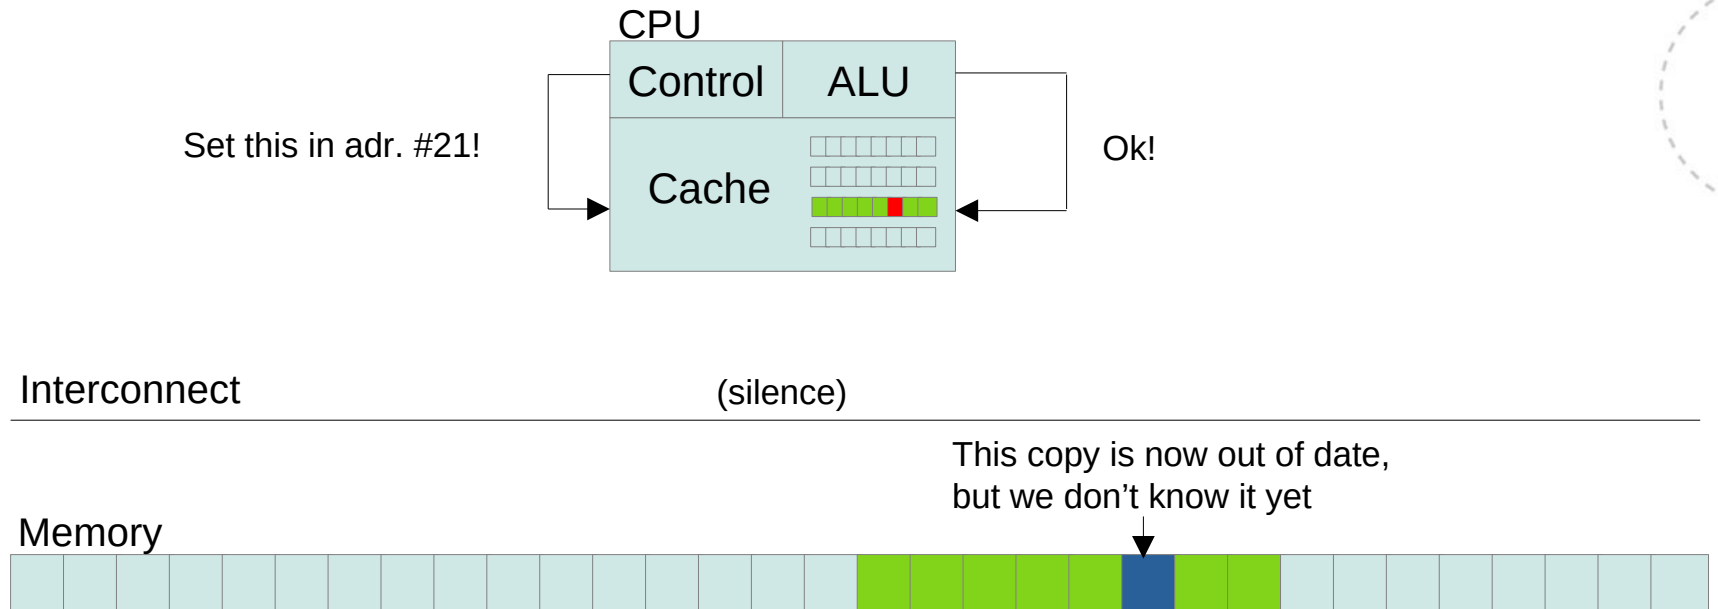 CPU
Control
ALU
Set this in adr. #21!
Ok!
Cache
Interconnect
(silence)
This copy is now out of date,
but we don’t know it yet
Memory